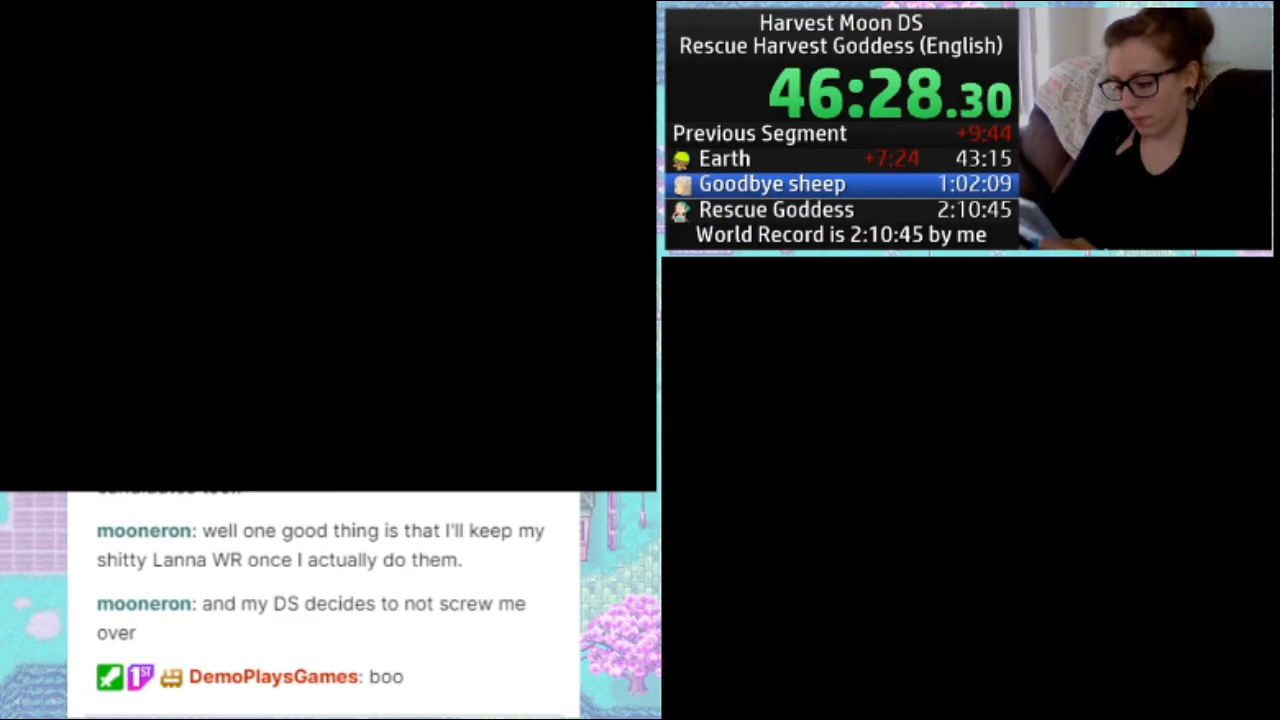 Harvest Moon DS
Rescue Harvest Goddess (English)
46:28.30
Previous Segment +9:44
Earth +7:24 43:15
Goodbye sheep 1:02:09
Rescue Goddess 2:10:45
World Record is 2:10:45 by me
mooneron: well one good thing is that I'll keep my
shitty Lanna WR once I actually do them.
mooneron: and my DS decides to not screw me
over
1ST DemoPlaysGames: boo